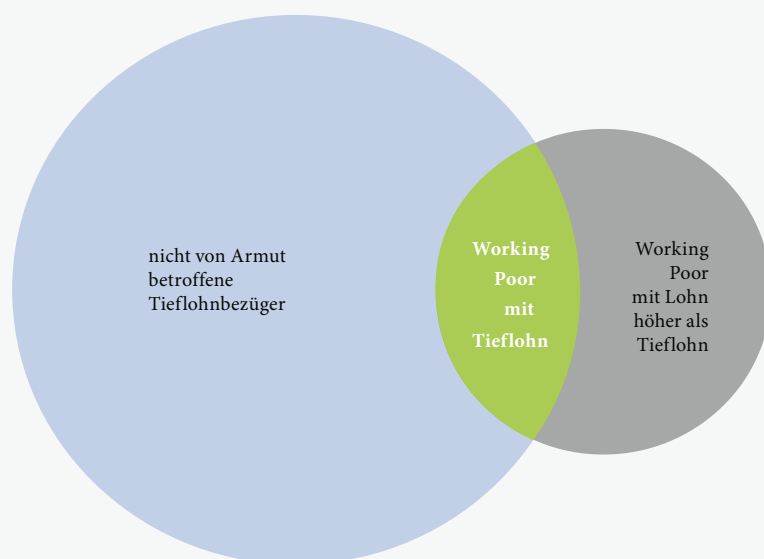 nicht von Armut
betroffene
Tieflohnbezüger
Working
Poor
mit
Tieflohn
Working
Poor
mit Lohn
höher als
Tieflohn